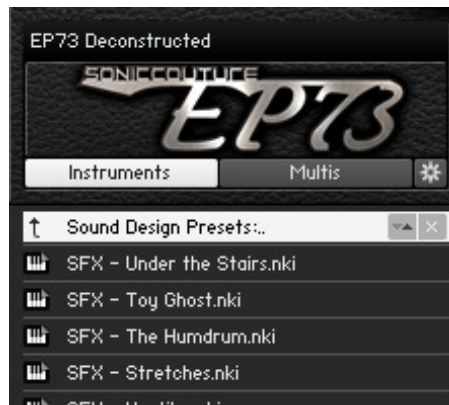 EP73 Deconstructed
SONICCOUTURE
EP73
Instruments Multis
Sound Design Presets:..
SFX - Under the Stairs.nki
SFX - Toy Ghost.nki
SFX - The Humdrum.nki
SFX - Stretches.nki